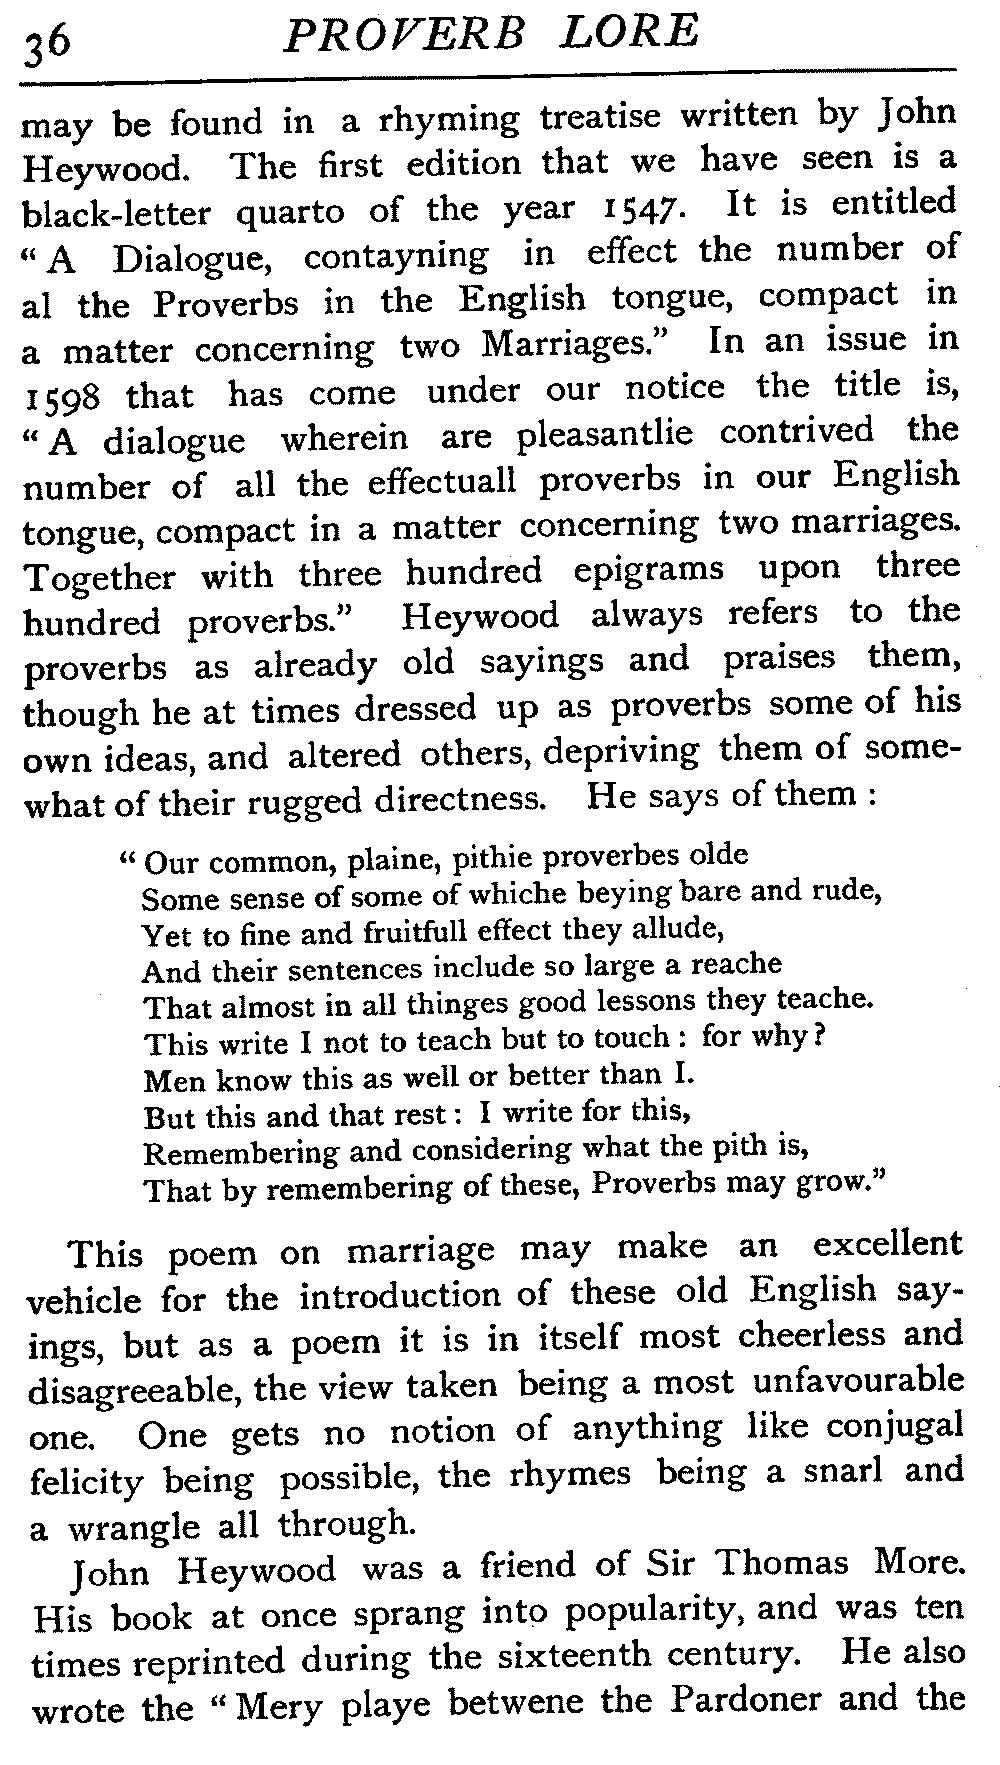 36 PROVERB LORE
may be found in a rhyming treatise written by John
Heywood. The first edition that we have seen is a
black-letter quarto of the year 1547. It is entitled
“ A Dialogue, contayning in effect the number of
al the Proverbs in the English tongue, compact in
a matter concerning two Marriages.” In an issue in
1598 that has come under our notice the title is,
“ A dialogue wherein are pleasantlie contrived the
number of all the effectuall proverbs in our English
tongue, compact in a matter concerning two marriages.
Together with three hundred epigrams upon three
hundred proverbs.” Heywood always refers to the
proverbs as already old sayings and praises them,
though he at times dressed up as proverbs some of his
own ideas, and altered others, depriving them of some-
what of their rugged directness. He says of them :
“ Our common, plaine, pithie proverbes olde
Some sense of some of whiche beying bare and rude,
Yet to fine and fruitfull effect they allude,
And their sentences include so large a reache
That almost in all thinges good lessons they teache.
This write I not to teach but to touch : for why ?
Men know this as well or better than I.
But this and that rest : I write for this,
Remembering and considering what the pith is,
That by remembering of these, Proverbs may grow.”
This poem on marriage may make an excellent
vehicle for the introduction of these old English say-
ings, but as a poem it is in itself most cheerless and
disagreeable, the view taken being a most unfavourable
one. One gets no notion of anything like conjugal
felicity being possible, the rhymes being a snarl and
a wrangle all through.
John Heywood was a friend of Sir Thomas More.
His book at once sprang into popularity, and was ten
times reprinted during the sixteenth century. He also
wrote the “ Mery playe betwene the Pardoner and the